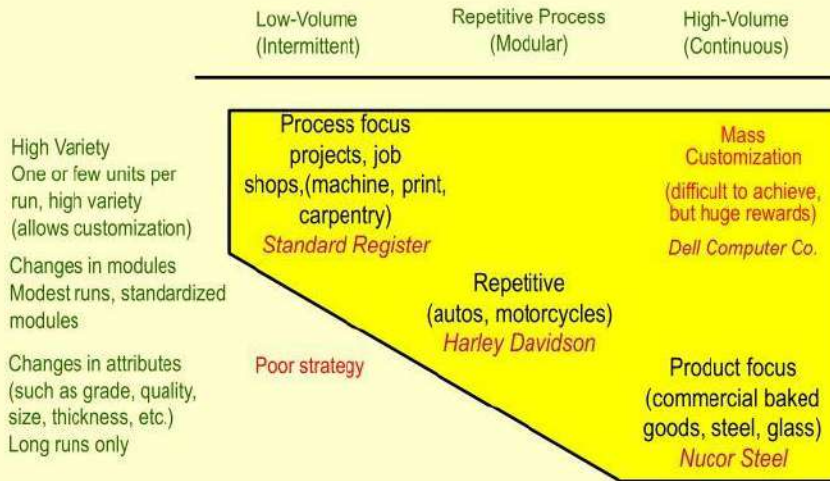 Low-Volume
(Intermittent)
Repetitive Process
(Modular)
High-Volume
(Continuous)
High Variety
One or few units per
run, high variety
(allows customization)
Changes in modules
Modest runs, standardized
modules
Changes in attributes
(such as grade, quality,
size, thickness, etc.)
Long runs only
Process focus
projects, job
shops,(machine, print,
carpentry)
Standard Register
Mass
Customization
(difficult to achieve,
but huge rewards)
Dell Computer Co.
Repetitive
(autos, motorcycles)
Harley Davidson
Poor strategy
Product focus
(commercial baked
goods, steel, glass)
Nucor Steel